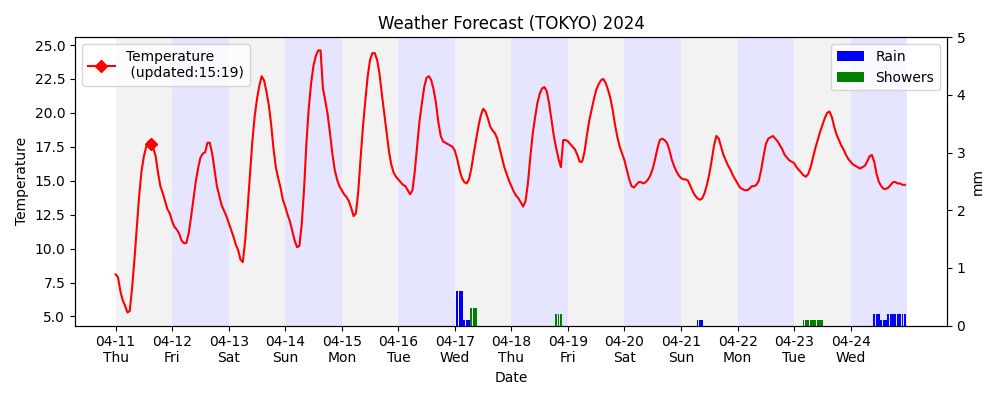 Weather Forecast (TOKYO) 2024
Temperature
(updated:15:19)
Rain
Showers
Temperature
25.0
22.5
20.0
17.5
15.0
12.5
10.0
7.5
5.0
5
4
3
2
1
0
mm
04-11 04-12 04-13 04-14 04-15 04-16 04-17 04-18 04-19 04-20 04-21 04-22 04-23 04-24
Thu Fri Sat Sun Mon Tue Wed Thu Fri Sat Sun Mon Tue Wed
Date